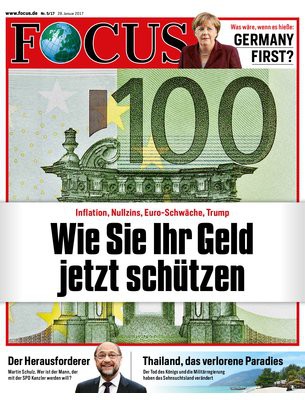 www.focus.de Nr. 5/17 28. Januar 2017
FOCUS
Was wäre, wenn es hieße:
GERMANY
FIRST?
100
Inflation, Nullzins, Euro-Schwäche, Trump
Wie Sie Ihr Geld
jetzt schützen
Der Herausforderer
Martin Schulz. Wer ist der Mann, der
mit der SPD Kanzler werden will?
Thailand, das verlorene Paradies
Der Tod des Königs und die Militärregierung
haben das Sehnsuchtsland verändert